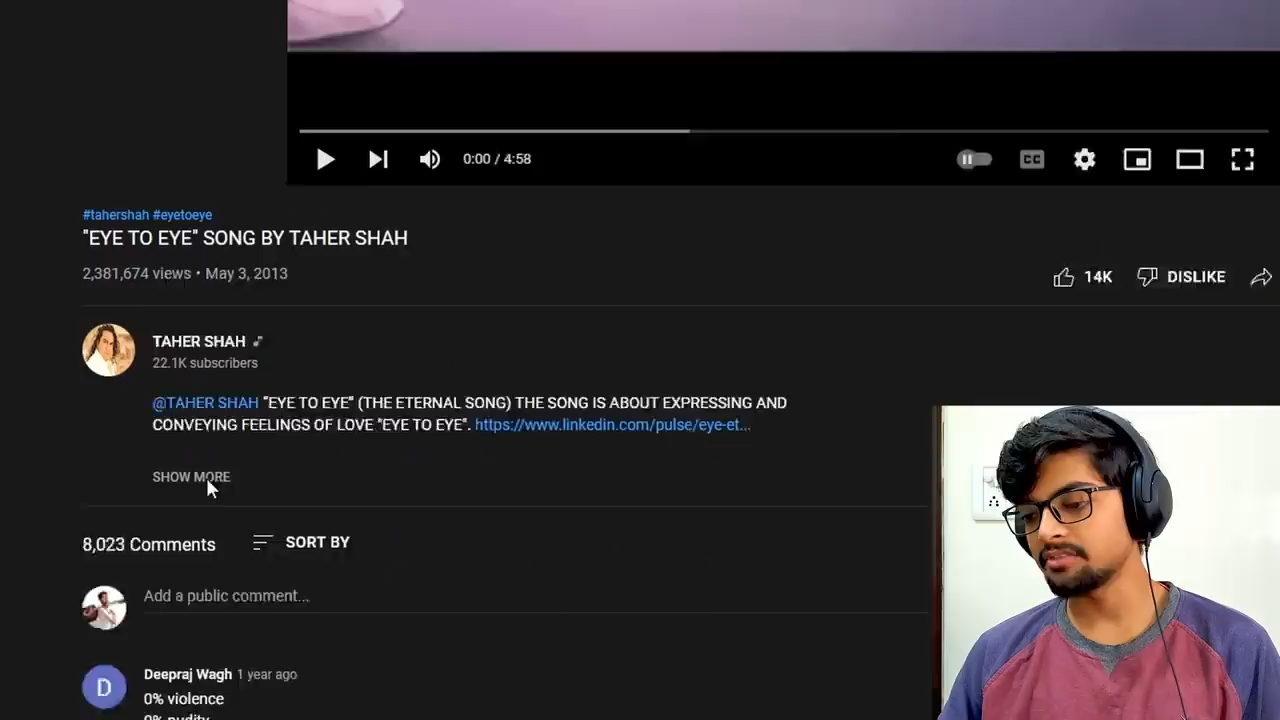 CC
0:00 / 4:58
#tahershah #eyetoeye
"EYE TO EYE" SONG BY TAHER SHAH
2,381,674 views • May 3, 2013
14K
DISLIKE
TAHER SHAH
22.1K subscribers
@TAHER SHAH "EYE TO EYE" (THE ETERNAL SONG) THE SONG IS ABOUT EXPRESSING AND
CONVEYING FEELINGS OF LOVE "EYE TO EYE". https://www.linkedin.com/pulse/eye-et...
SHOW MORE
8,023 Comments
SORT BY
Add a public comment...
D
Deepraj Wagh 1 year ago
0% violence
0% nudity